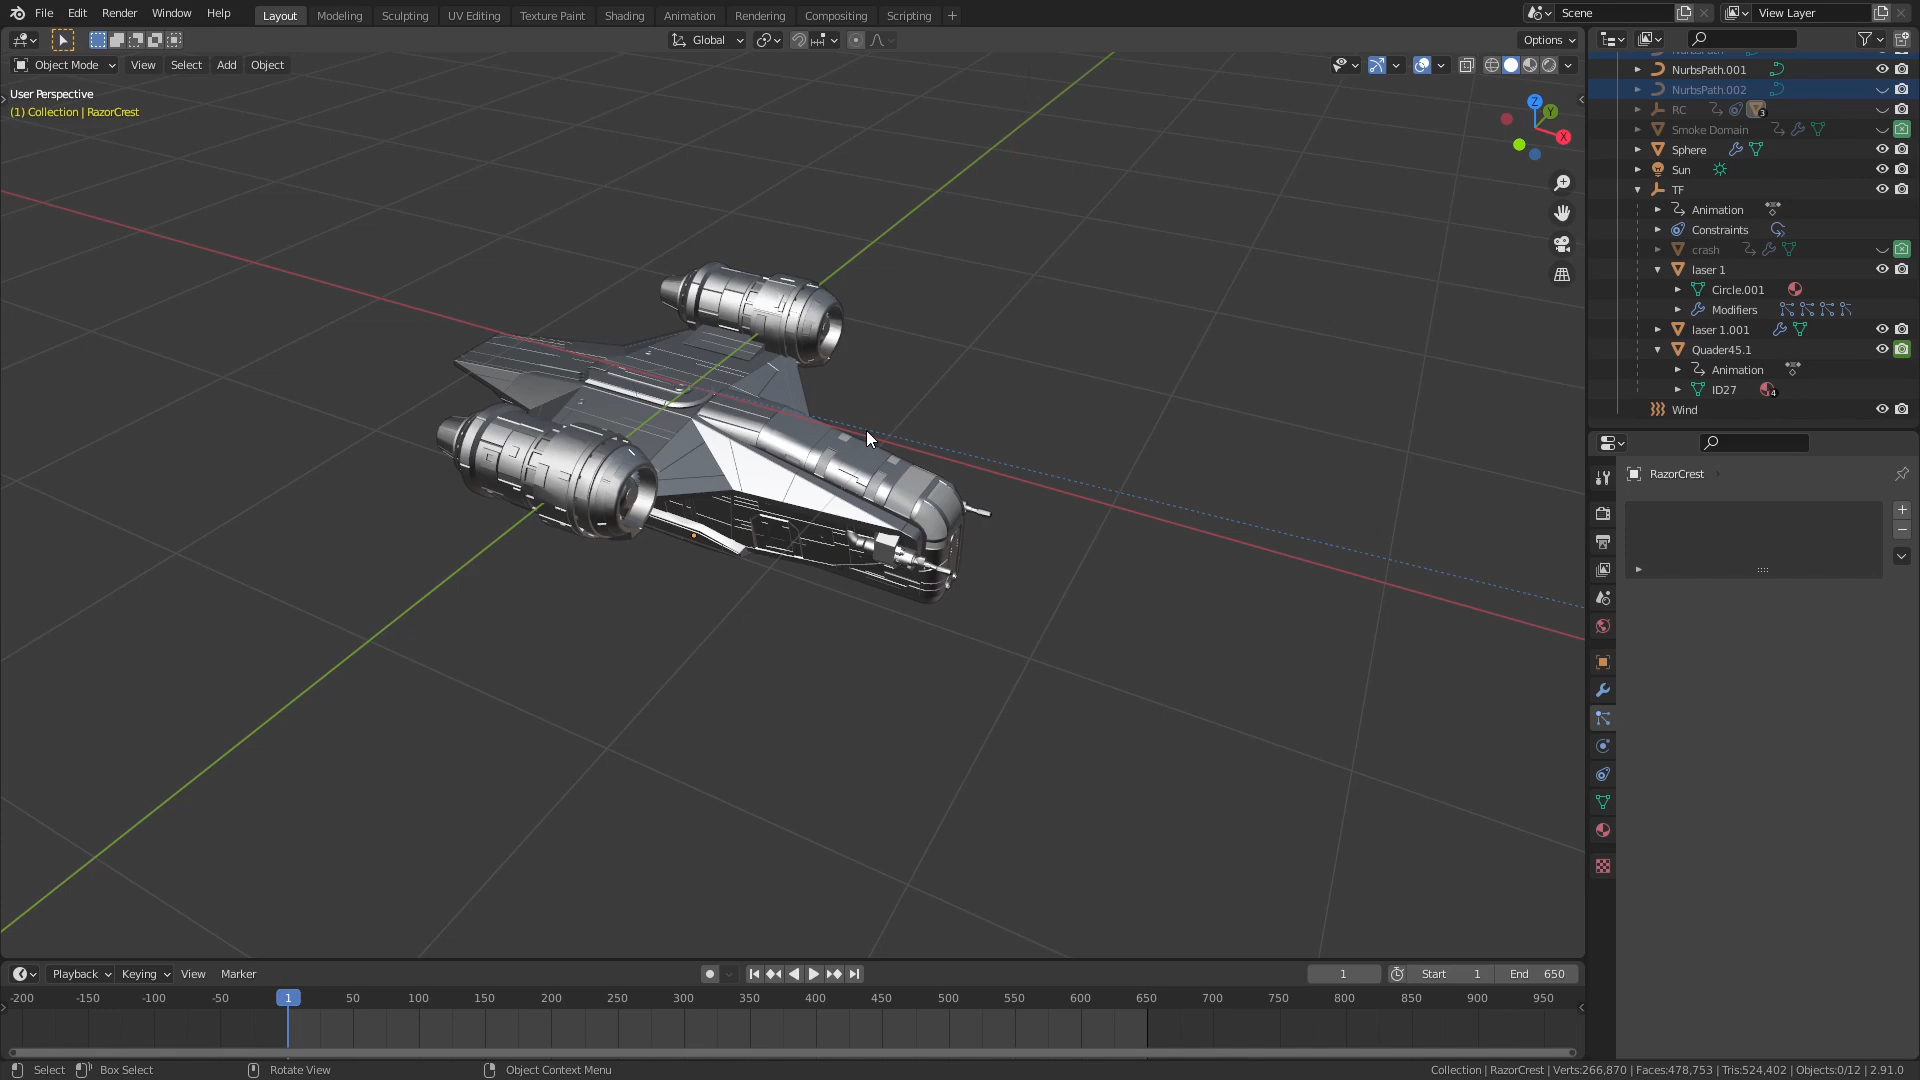 File Edit Render Window Help Layout Modeling Sculpting UV Editing Texture Paint Shading Animation Rendering Compositing Scripting + Scene View Layer
Global Options
Object Mode View Select Add Object
User Perspective
(1) Collection | RazorCrest
Z
Y
X
NurbsPath.001
NurbsPath.002
RC 3
Smoke Domain
Sphere
Sun
TF
Animation
Constraints
crash
laser 1
Circle.001
Modifiers
laser 1.001
Quader45.1
Animation
ID27 4
Wind
RazorCrest
Playback Keying View Marker 1 Start 1 End 650
-200 -150 -100 -50 1 50 100 150 200 250 300 350 400 450 500 550 600 650 700 750 800 850 900 950
Select Box Select Rotate View Object Context Menu Collection | RazorCrest | Verts:266,870 | Faces:478,753 | Tris:524,402 | Objects:0/12 | 2.91.0